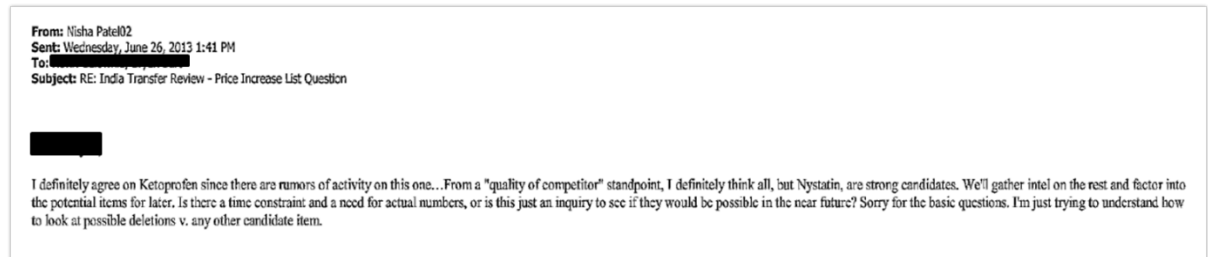 From: Nisha Patel02
Sent: Wednesday, June 26, 2013 1:41 PM
To:
Subject: RE: India Transfer Review - Price Increase List Question
I definitely agree on Ketoprofen since there are rumors of activity on this one…From a "quality of competitor" standpoint, I definitely think all, but Nystatin, are strong candidates. We'll gather intel on the rest and factor into
the potential items for later. Is there a time constraint and a need for actual numbers, or is this just an inquiry to see if they would be possible in the near future? Sorry for the basic questions. I'm just trying to understand how
to look at possible deletions v. any other candidate item.